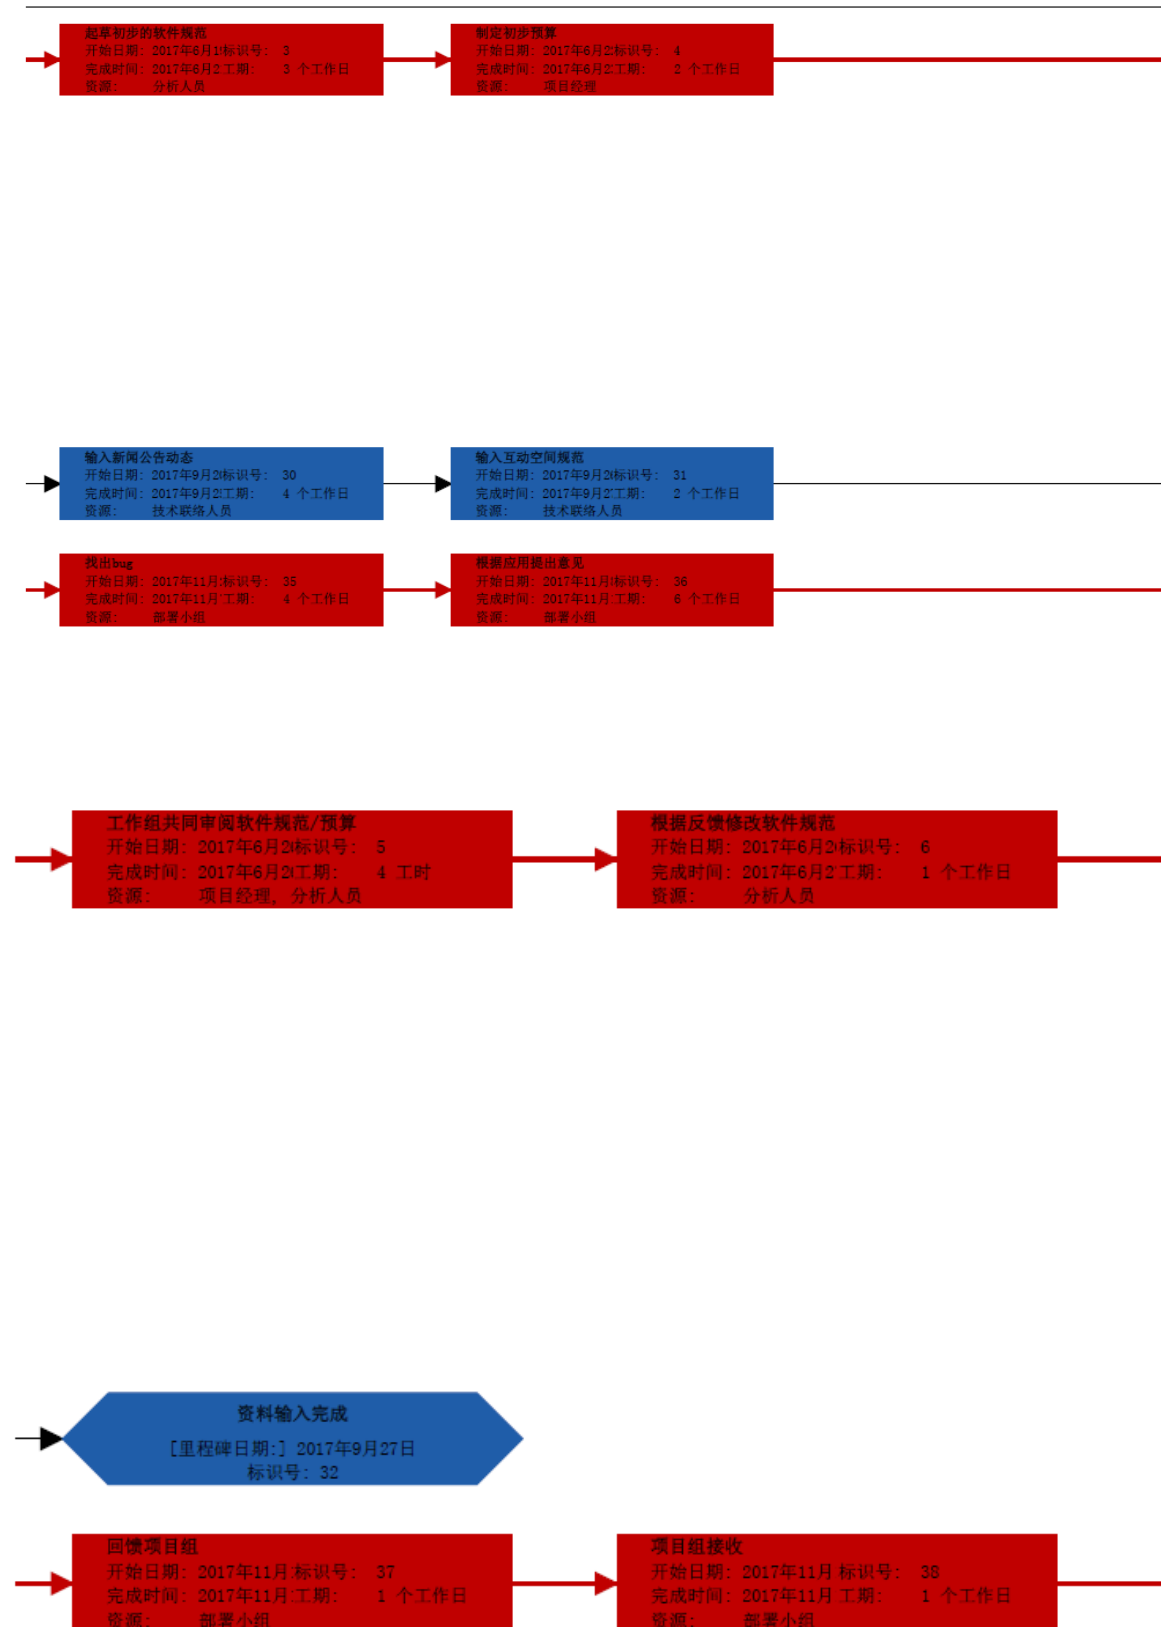 起草初步的软件规范
开始日期: 2017年6月1 标识号: 3
完成时间: 2017年6月2 工期: 3 个工作日
资源: 分析人员
制定初步预算
开始日期: 2017年6月2 标识号: 4
完成时间: 2017年6月2 工期: 2 个工作日
资源: 项目经理
输入新闻公告动态
开始日期: 2017年9月2 标识号: 30
完成时间: 2017年9月2 工期: 4 个工作日
资源: 技术联络人员
输入互动空间规范
开始日期: 2017年9月2 标识号: 31
完成时间: 2017年9月2 工期: 2 个工作日
资源: 技术联络人员
找出bug
开始日期: 2017年11月 标识号: 35
完成时间: 2017年11月 工期: 4 个工作日
资源: 部署小组
根据应用提出意见
开始日期: 2017年11月 标识号: 36
完成时间: 2017年11月 工期: 6 个工作日
资源: 部署小组
工作组共同审阅软件规范/预算
开始日期: 2017年6月2 标识号: 5
完成时间: 2017年6月2 工期: 4 工时
资源: 项目经理, 分析人员
根据反馈修改软件规范
开始日期: 2017年6月2 标识号: 6
完成时间: 2017年6月2 工期: 1 个工作日
资源: 分析人员
资料输入完成
[里程碑日期:] 2017年9月27日
标识号: 32
回馈项目组
开始日期: 2017年11月 标识号: 37
完成时间: 2017年11月 工期: 1 个工作日
资源: 部署小组
项目组接收
开始日期: 2017年11月 标识号: 38
完成时间: 2017年11月 工期: 1 个工作日
资源: 部署小组